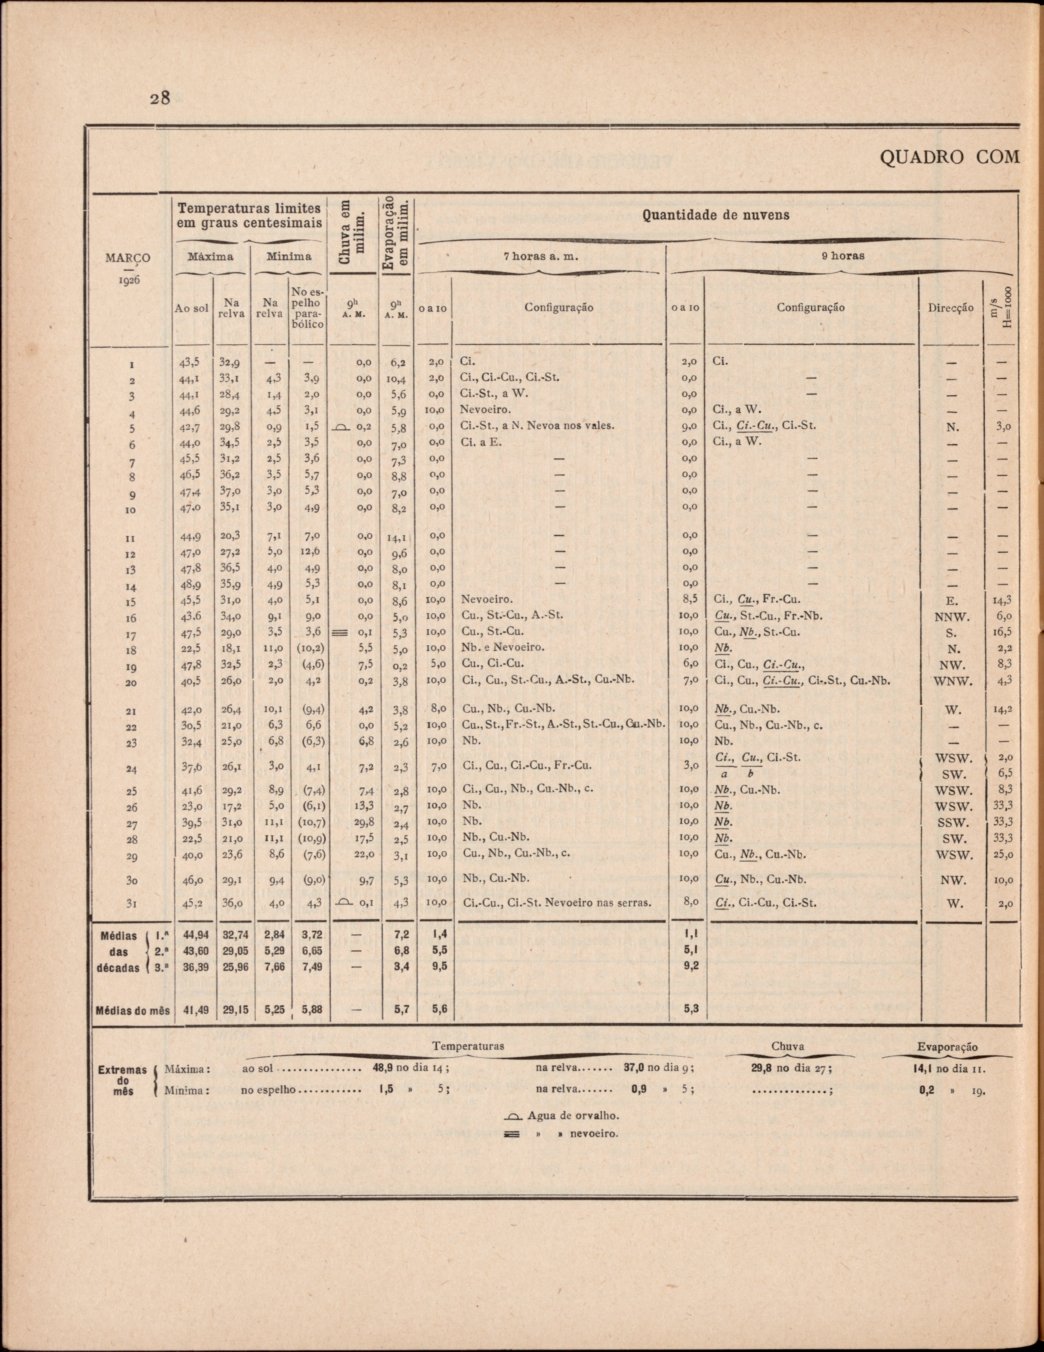 28
QUADRO COM
MARÇO
—
1926
Temperaturas limites
em graus centesimais
Chuva em
milim.
Evaporação
em milim.
Quantidade de nuvens
Máxima Minima 7 horas a. m. 9 horas
Ao sol Na relva Na relva No espelho parabólico 9h A. M. 9h A. M. 0 a 10 Configuração 0 a 10 Configuração Direcção m/s H=1000
1 43,5 32,9 — — 0,0 6,2 2,0 Ci. 2,0 Ci. — —
2 44,1 33,1 4,3 3,9 0,0 10,4 2,0 Ci., Ci.-Cu., Ci.-St. 0,0 — — —
3 44,1 28,4 1,4 2,0 0,0 5,6 0,0 Ci.-St., a W. 0,0 — — —
4 44,6 29,2 4,5 3,1 0,0 5,9 10,0 Nevoeiro. 0,0 Ci., a W. — —
5 42,7 29,8 0,9 1,5 0,2 5,8 0,0 Ci.-St., a N. Nevoa nos vales. 9,0 Ci., Ci.-Cu., Ci.-St. N. 3,0
6 44,0 34,5 2,5 3,5 0,0 7,0 0,0 Ci. a E. 0,0 Ci., a W. — —
7 45,5 31,2 2,5 3,6 0,0 7,3 0,0 — 0,0 — — —
8 46,5 36,2 3,5 5,7 0,0 8,8 0,0 — 0,0 — — —
9 47,4 37,0 3,0 5,3 0,0 7,0 0,0 — 0,0 — — —
10 47,0 35,1 3,0 4,9 0,0 8,2 0,0 — 0,0 — — —
11 44,9 20,3 7,1 7,0 0,0 14,1 0,0 — 0,0 — — —
12 47,0 27,2 5,0 12,6 0,0 9,6 0,0 — 0,0 — — —
13 47,8 36,5 4,0 4,9 0,0 8,0 0,0 — 0,0 — — —
14 48,9 35,9 4,9 5,3 0,0 8,1 0,0 — 0,0 — — —
15 45,5 31,0 4,0 5,1 0,0 8,6 10,0 Nevoeiro. 8,5 Ci., Cu., Fr.-Cu. E. 14,3
16 43,6 34,0 9,1 9,0 0,0 5,0 10,0 Cu., St.-Cu., A.-St. 10,0 Cu., St.-Cu., Fr.-Nb. NNW. 6,0
17 47,5 29,0 3,5 3,6 0,1 5,3 10,0 Cu., St.-Cu. 10,0 Cu., Nb., St.-Cu. S. 16,5
18 22,5 18,1 11,0 (10,2) 5,5 5,0 10,0 Nb. e Nevoeiro. 10,0 Nb. N. 2,2
19 47,8 32,5 2,3 (4,6) 7,5 0,2 5,0 Cu., Ci.-Cu. 6,0 Ci., Cu., Ci.-Cu., NW. 8,3
20 40,5 26,0 2,0 4,2 0,2 3,8 10,0 Ci., Cu., St.-Cu., A.-St., Cu.-Nb. 7,0 Ci., Cu., Ci.-Cu., Ci-.St., Cu.-Nb. WNW. 4,3
21 42,0 26,4 10,1 (9,4) 4,2 3,8 8,0 Cu., Nb., Cu.-Nb. 10,0 Nb., Cu.-Nb. W. 14,2
22 30,5 21,0 6,3 6,6 0,0 5,2 10,0 Cu., St., Fr.-St., A.-St., St.-Cu., Cu.-Nb. 10,0 Cu., Nb., Cu.-Nb., c. — —
23 32,4 25,0 6,8 (6,3) 6,8 2,6 10,0 Nb. 10,0 Nb. — —
24 37,6 26,1 3,0 4,1 7,2 2,3 7,0 Ci., Cu., Ci.-Cu., Fr.-Cu. 3,0 Ci., Cu., Ci.-St. WSW. 2,0
a b SW. 6,5
25 41,6 29,2 8,9 (7,4) 7,4 2,8 10,0 Ci., Cu., Nb., Cu.-Nb., c. 10,0 Nb., Cu.-Nb. WSW. 8,3
26 23,0 17,2 5,0 (6,1) 13,3 2,7 10,0 Nb. 10,0 Nb. WSW. 33,3
27 39,5 31,0 11,1 (10,7) 29,8 2,4 10,0 Nb. 10,0 Nb. SSW. 33,3
28 22,5 21,0 11,1 (10,9) 17,5 2,5 10,0 Nb., Cu.-Nb. 10,0 Nb. SW. 33,3
29 40,0 23,6 8,6 (7,6) 22,0 3,1 10,0 Cu., Nb., Cu.-Nb., c. 10,0 Cu., Nb., Cu.-Nb. WSW. 25,0
30 46,0 29,1 9,4 (9,0) 9,7 5,3 10,0 Nb., Cu.-Nb. 10,0 Cu., Nb., Cu.-Nb. NW. 10,0
31 45,2 36,0 4,0 4,3 0,1 4,3 10,0 Ci.-Cu., Ci.-St. Nevoeiro nas serras. 8,0 Ci., Ci.-Cu., Ci.-St. W. 2,0
Médias 1.ª 44,94 32,74 2,84 3,72 — 7,2 1,4 1,1
das 2.ª 43,60 29,05 5,29 6,65 — 6,8 5,5 5,1
décadas 3.ª 36,39 25,96 7,66 7,49 — 3,4 9,5 9,2
Médias do mês 41,49 29,15 5,25 5,88 — 5,7 5,6 5,3
Temperaturas Chuva Evaporação
Extremas do mês
Máxima: ao sol ............... 48,9 no dia 14; na relva....... 37,0 no dia 9; 29,8 no dia 27; 14,1 no dia 11.
Minima: no espelho............ 1,5 » 5; na relva....... 0,9 » 5; ..............; 0,2 » 19.
Agua de orvalho.
» » nevoeiro.